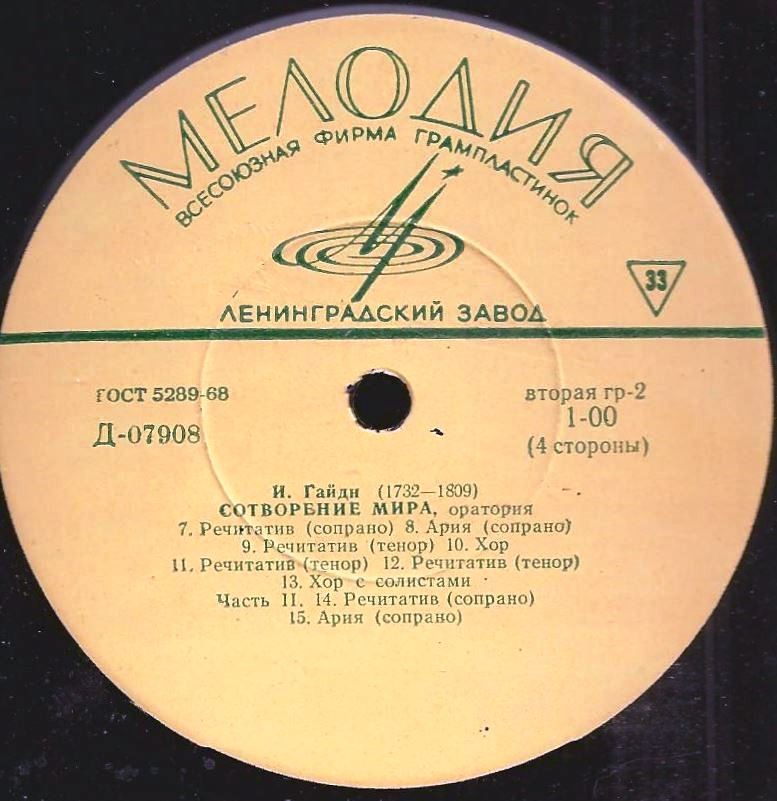 МЕЛОДИЯ
ВСЕСОЮЗНАЯ ФИРМА ГРАМПЛАСТИНОК
33
ЛЕНИНГРАДСКИЙ ЗАВОД
ГОСТ 5289-68
вторая гр-2
Д-07908
1-00
(4 стороны)
И. Гайдн (1732—1809)
СОТВОРЕНИЕ МИРА, оратория
7. Речитатив (сопрано) 8. Ария (сопрано)
9. Речитатив (тенор) 10. Хор
11. Речитатив (тенор) 12. Речитатив (тенор)
13. Хор с солистами
Часть II. 14. Речитатив (сопрано)
15. Ария (сопрано)